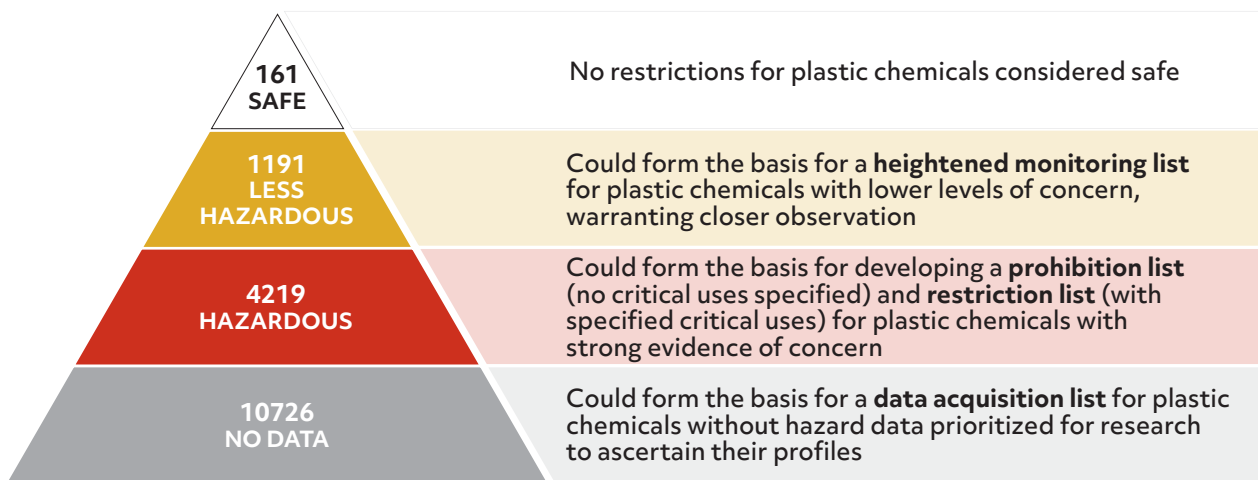 161
SAFE
No restrictions for plastic chemicals considered safe
1191
LESS
HAZARDOUS
Could form the basis for a heightened monitoring list
for plastic chemicals with lower levels of concern,
warranting closer observation
4219
HAZARDOUS
Could form the basis for developing a prohibition list
(no critical uses specified) and restriction list (with
specified critical uses) for plastic chemicals with
strong evidence of concern
10726
NO DATA
Could form the basis for a data acquisition list for plastic
chemicals without hazard data prioritized for research
to ascertain their profiles